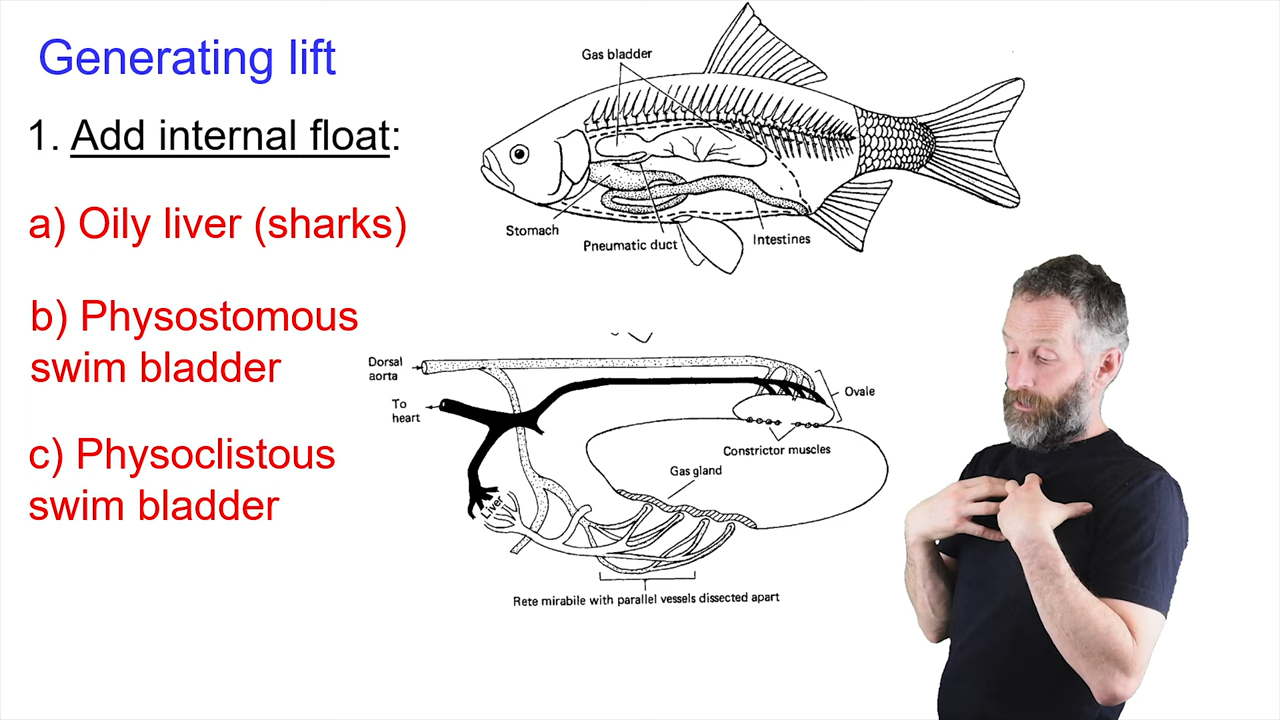 Generating lift
1. Add internal float:
a) Oily liver (sharks)
b) Physostomous
swim bladder
c) Physoclistous
swim bladder
Gas bladder
Stomach
Pneumatic duct
Intestines
Dorsal
aorta
To
heart
Ovale
Constrictor muscles
Gas gland
Liver
Rete mirabile with parallel vessels dissected apart